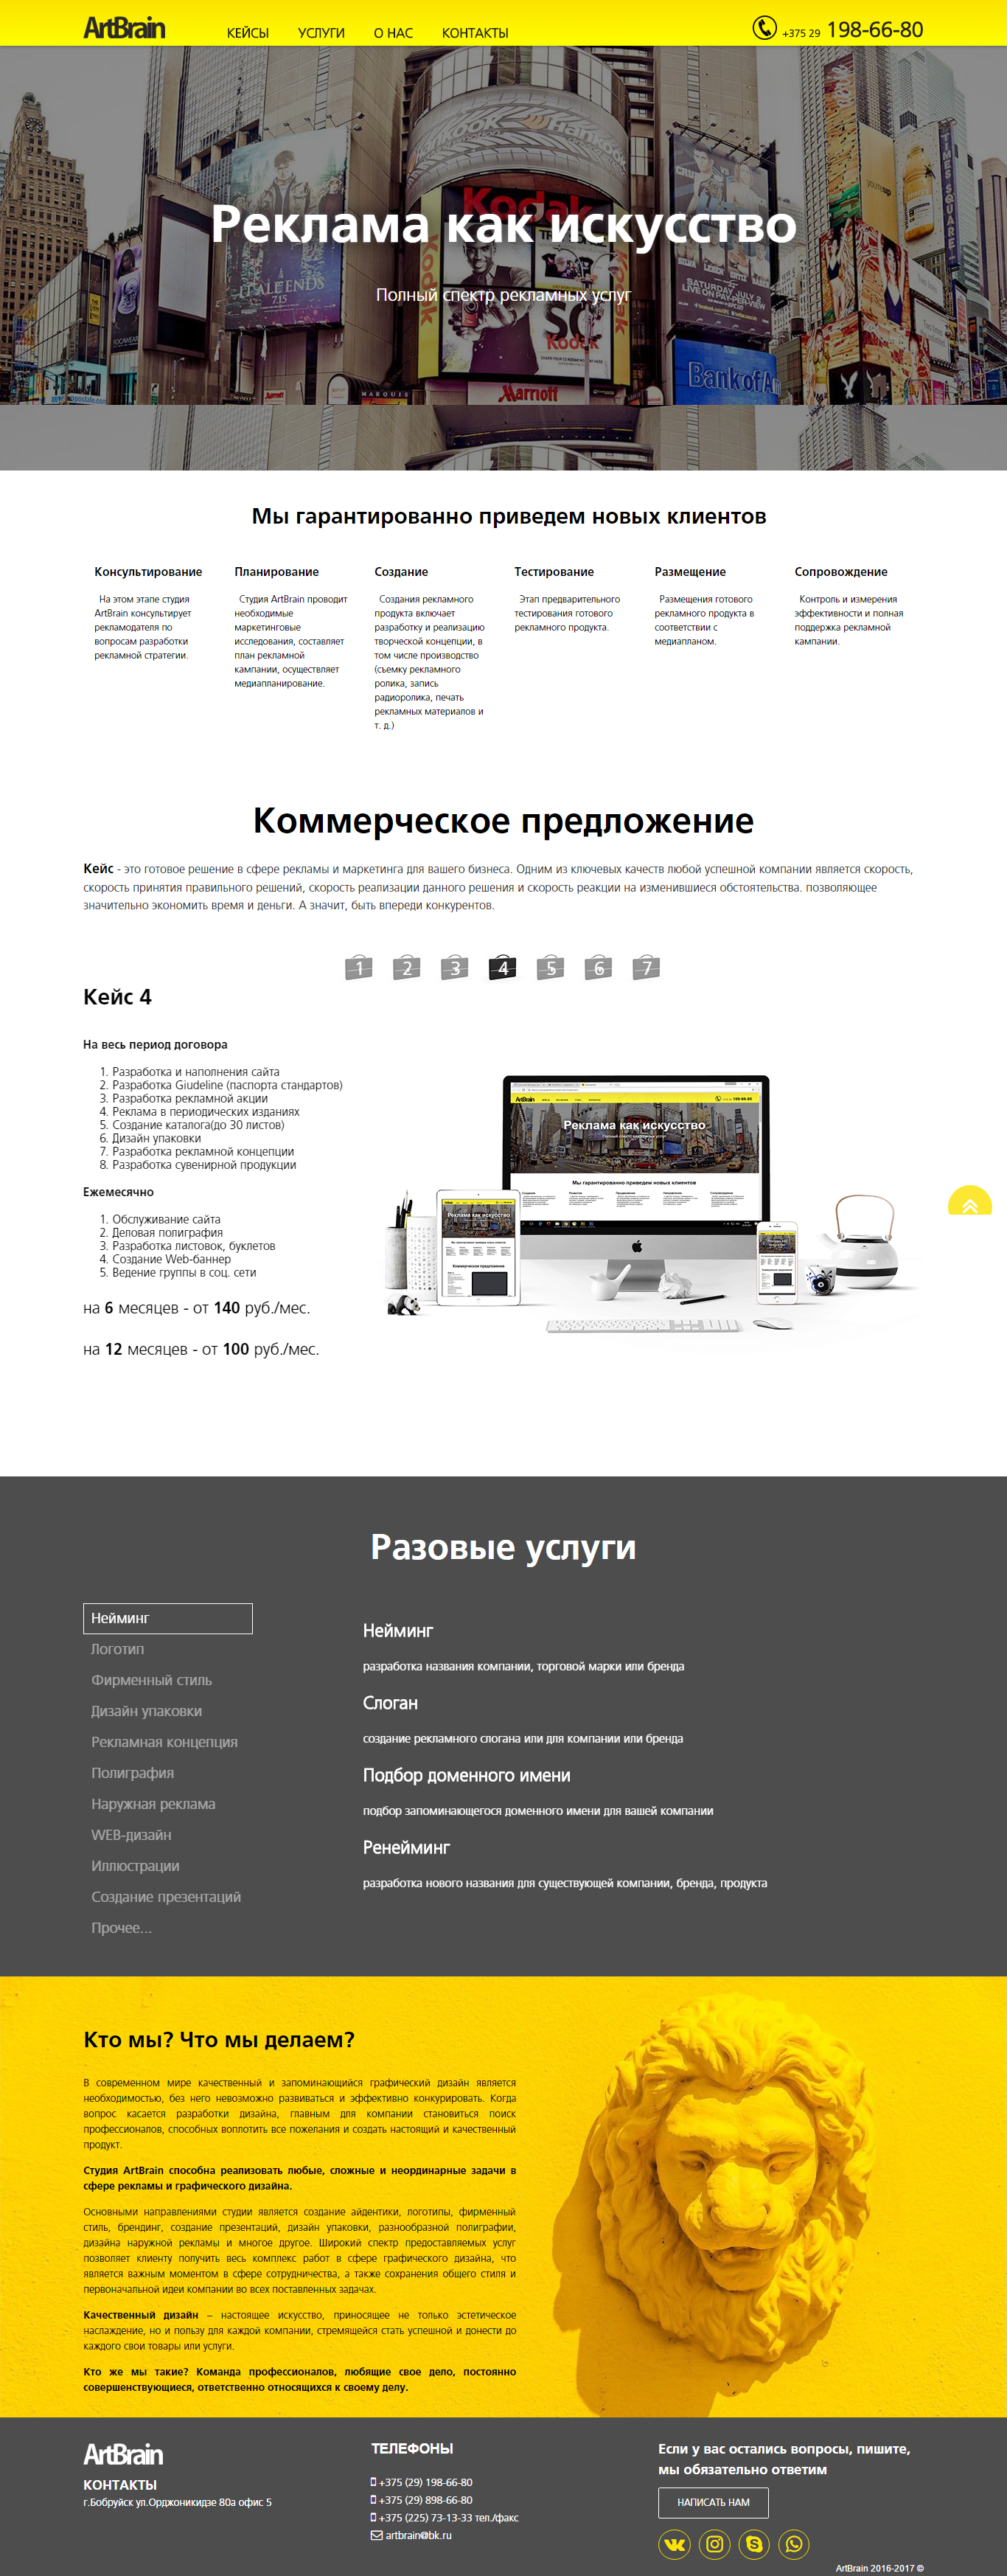 ArtBrain
КЕЙСЫ УСЛУГИ О НАС КОНТАКТЫ
+375 29 198-66-80
Реклама как искусство
Полный спектр рекламных услуг
Kodak
Marriott
MARQUIS
Мы гарантированно приведем новых клиентов
Консультирование
На этом этапе студия
ArtBrain консультирует
рекламодателя по
вопросам разработки
рекламной стратегии.
Планирование
Студия ArtBrain проводит
необходимые
маркетинговые
исследования, составляет
план рекламной
кампании, осуществляет
медиапланирование.
Создание
Создания рекламного
продукта включает
разработку и реализацию
творческой концепции, в
том числе производство
(съемку рекламного
ролика, запись
радиоролика, печать
рекламных материалов и
т. д.)
Тестирование
Этап предварительного
тестирования готового
рекламного продукта.
Размещение
Размещения готового
рекламного продукта в
соответствии с
медиапланом.
Сопровождение
Контроль и измерения
эффективности и полная
поддержка рекламной
кампании.
Коммерческое предложение
Кейс - это готовое решение в сфере рекламы и маркетинга для вашего бизнеса. Одним из ключевых качеств любой успешной компании является скорость,
скорость принятия правильного решений, скорость реализации данного решения и скорость реакции на изменившиеся обстоятельства. позволяющее
значительно экономить время и деньги. А значит, быть впереди конкурентов.
1 2 3 4 5 6 7
Кейс 4
На весь период договора
1. Разработка и наполнения сайта
2. Разработка Giudeline (паспорта стандартов)
3. Разработка рекламной акции
4. Реклама в периодических изданиях
5. Создание каталога(до 30 листов)
6. Дизайн упаковки
7. Разработка рекламной концепции
8. Разработка сувенирной продукции
Ежемесячно
1. Обслуживание сайта
2. Деловая полиграфия
3. Разработка листовок, буклетов
4. Создание Web-баннер
5. Ведение группы в соц. сети
на 6 месяцев - от 140 руб./мес.
на 12 месяцев - от 100 руб./мес.
ArtBrain
198-66-80
Реклама как искусство
Мы гарантированно приведем новых клиентов
Разовые услуги
Нейминг
Логотип
Фирменный стиль
Дизайн упаковки
Рекламная концепция
Полиграфия
Наружная реклама
WEB-дизайн
Иллюстрации
Создание презентаций
Прочее...
Нейминг
разработка названия компании, торговой марки или бренда
Слоган
создание рекламного слогана или для компании или бренда
Подбор доменного имени
подбор запоминающегося доменного имени для вашей компании
Ренейминг
разработка нового названия для существующей компании, бренда, продукта
Кто мы? Что мы делаем?
В современном мире качественный и запоминающийся графический дизайн является
необходимостью, без него невозможно развиваться и эффективно конкурировать. Когда
вопрос касается разработки дизайна, главным для компании становиться поиск
профессионалов, способных воплотить все пожелания и создать настоящий и качественный
продукт.
Студия ArtBrain способна реализовать любые, сложные и неординарные задачи в
сфере рекламы и графического дизайна.
Основными направлениями студии является создание айдентики, логотипы, фирменный
стиль, брендинг, создание презентаций, дизайн упаковки, разнообразной полиграфии,
дизайна наружной рекламы и многое другое. Широкий спектр предоставляемых услуг
позволяет клиенту получить весь комплекс работ в сфере графического дизайна, что
является важным моментом в сфере сотрудничества, а также сохранения общего стиля и
первоначальной идеи компании во всех поставленных задачах.
Качественный дизайн – настоящее искусство, приносящее не только эстетическое
наслаждение, но и пользу для каждой компании, стремящейся стать успешной и донести до
каждого свои товары или услуги.
Кто же мы такие? Команда профессионалов, любящие свое дело, постоянно
совершенствующиеся, ответственно относящихся к своему делу.
ArtBrain
КОНТАКТЫ
г.Бобруйск ул.Орджоникидзе 80а офис 5
ТЕЛЕФОНЫ
+375 (29) 198-66-80
+375 (29) 898-66-80
+375 (225) 73-13-33 тел./факс
artbrain@bk.ru
Если у вас остались вопросы, пишите,
мы обязательно ответим
НАПИСАТЬ НАМ
ArtBrain 2016-2017 ©